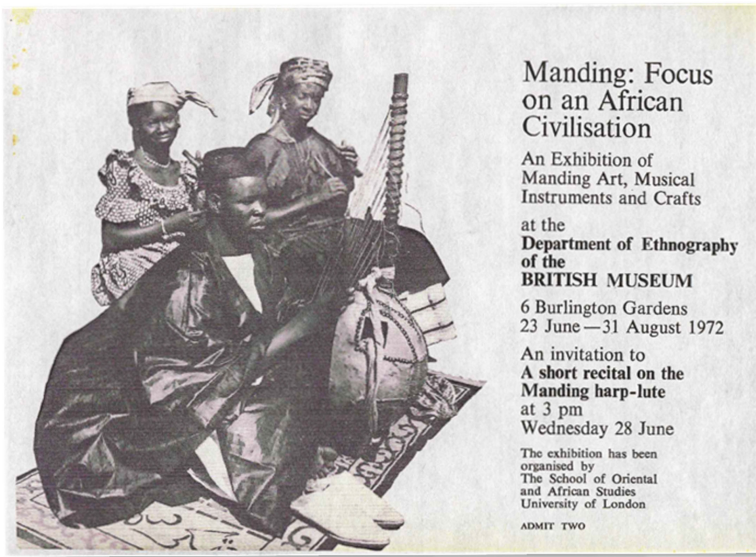 Manding: Focus
on an African
Civilisation
An Exhibition of
Manding Art, Musical
Instruments and Crafts
at the
Department of Ethnography
of the
BRITISH MUSEUM
6 Burlington Gardens
23 June—31 August 1972
An invitation to
A short recital on the
Manding harp-lute
at 3 pm
Wednesday 28 June
The exhibition has been
organised by
The School of Oriental
and African Studies
University of London
ADMIT TWO